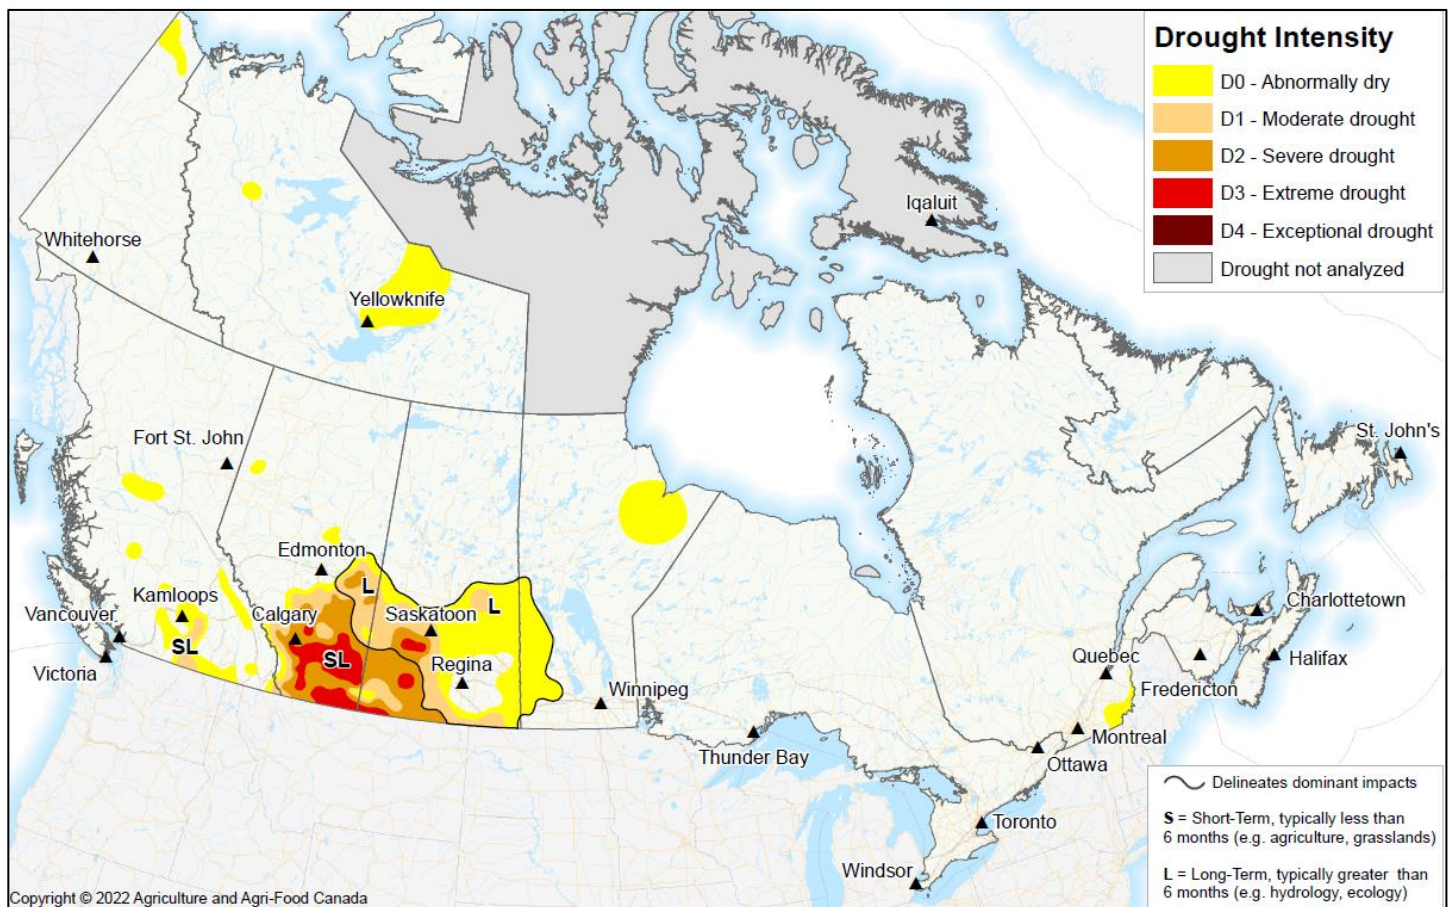 Drought Intensity
D0 - Abnormally dry
D1 - Moderate drought
D2 - Severe drought
D3 - Extreme drought
D4 - Exceptional drought
Drought not analyzed
Iqaluit
Whitehorse
Yellowknife
Fort St. John
St. John's
Edmonton
L
Kamloops
L
Vancouver
Calgary
Saskatoon
Charlottetown
SL
SL
Regina
Quebec
Halifax
Victoria
Winnipeg
Fredericton
Montreal
Thunder Bay
Ottawa
Delineates dominant impacts
S = Short-Term, typically less than
6 months (e.g. agriculture, grasslands)
Toronto
Windsor
L = Long-Term, typically greater than
6 months (e.g. hydrology, ecology)
Copyright © 2022 Agriculture and Agri-Food Canada